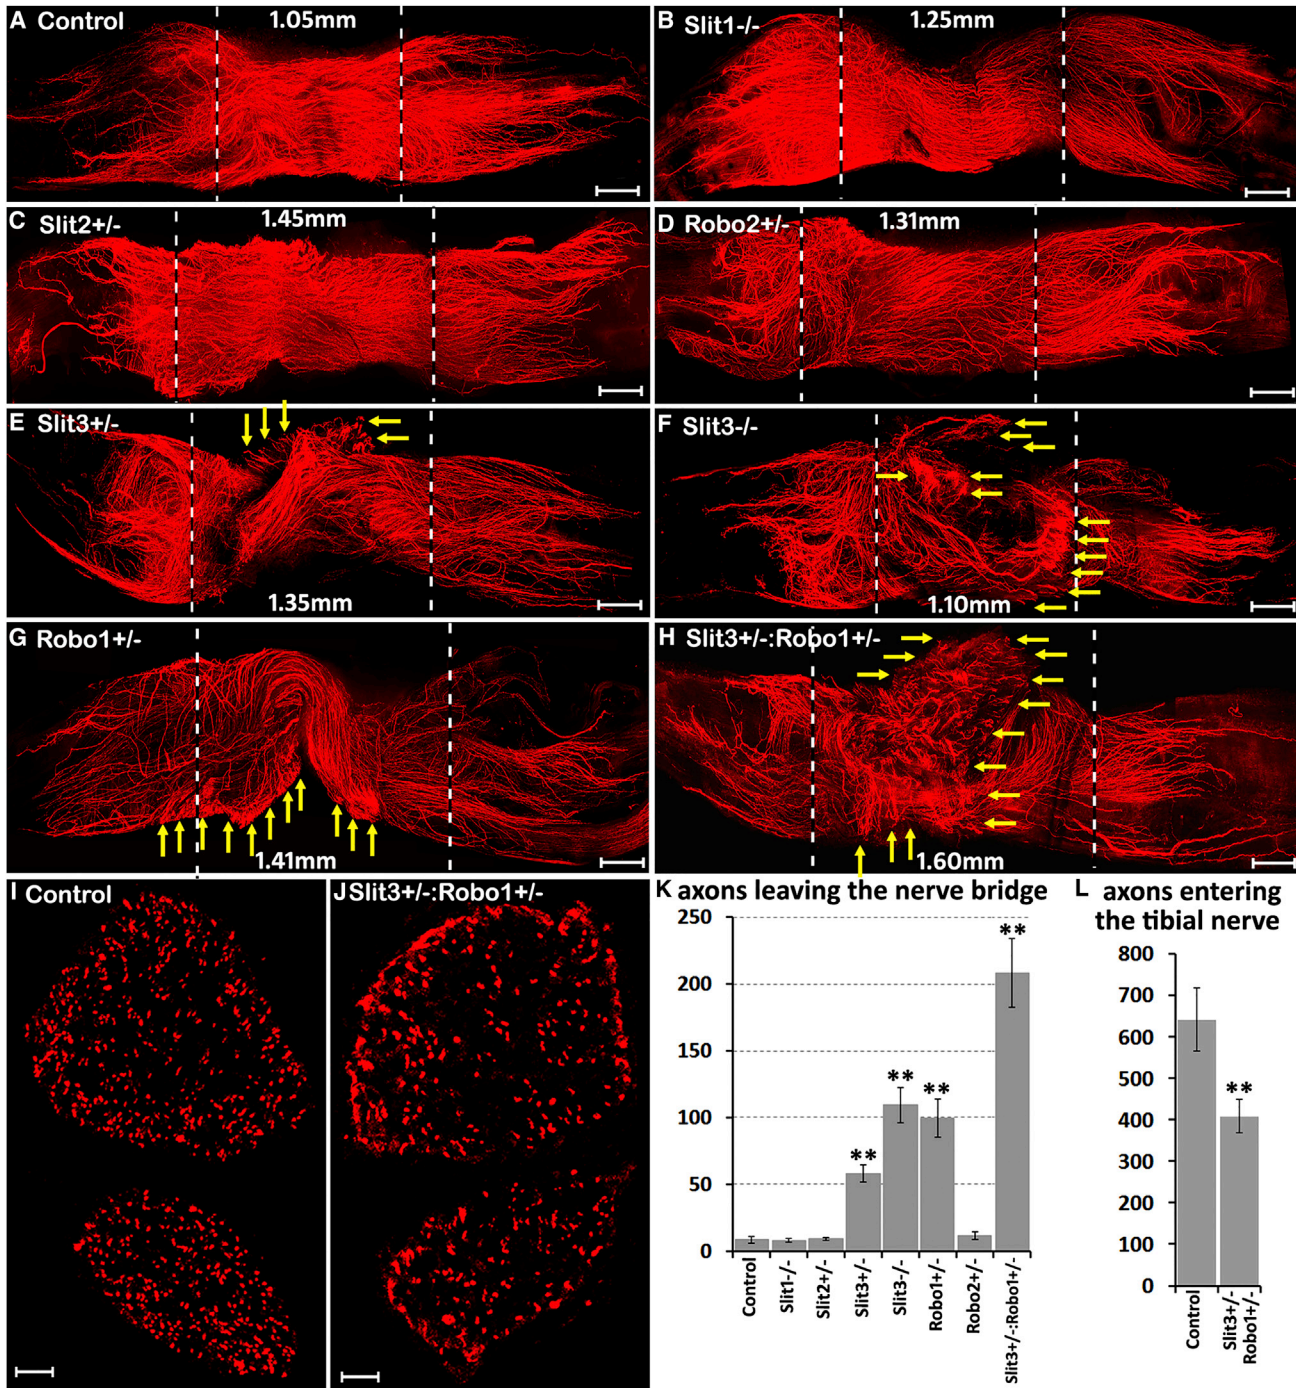 A Control
1.05mm
B Slit1-/-
1.25mm
C Slit2+/-
1.45mm
D Robo2+/-
1.31mm
E Slit3+/-
1.35mm
F Slit3-/-
1.10mm
G Robo1+/-
1.41mm
H Slit3+/-:Robo1+/-
1.60mm
I Control
J Slit3+/-:Robo1+/-
K axons leaving the nerve bridge
250
200
150
100
50
0
**
**
**
**
Control
Slit1-/-
Slit2+/-
Slit3+/-
Slit3-/-
Robo1+/-
Robo2+/-
Slit3+/-:Robo1+/-
L axons entering
the tibial nerve
800
700
600
500
400
300
200
100
0
**
Control
Slit3+/-
Robo1+/-